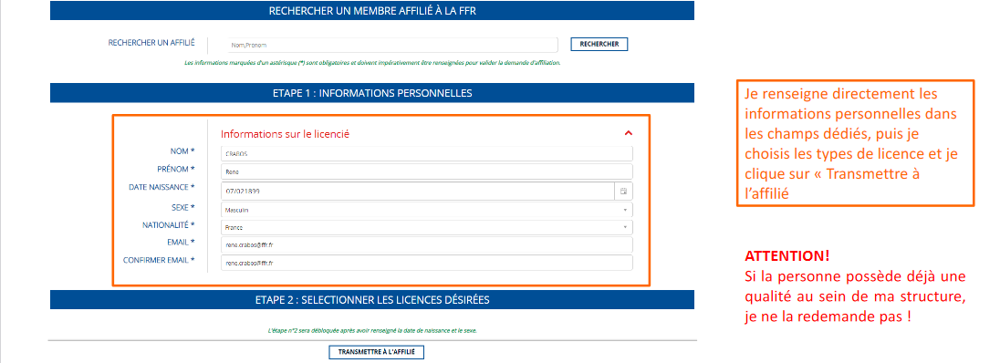 RECHERCHER UN MEMBRE AFFILIÉ À LA FFR
RECHERCHER UN AFFILIÉ
Nom,Prenom
RECHERCHER
Les informations marquées d'un astérisque (*) sont obligatoires et doivent impérativement être renseignées pour valider la demande d'affiliation.
ETAPE 1 : INFORMATIONS PERSONNELLES
Informations sur le licencié
NOM *
CRABOS
PRÉNOM *
Rene
DATE NAISSANCE *
07/021899
SEXE *
Masculin
NATIONALITÉ *
France
EMAIL *
rene.crabos@ffr.fr
CONFIRMER EMAIL *
rene.crabos@ffr.fr
ETAPE 2 : SELECTIONNER LES LICENCES DÉSIRÉES
L'étape n°2 sera débloquée après avoir renseigné la date de naissance et le sexe.
TRANSMETTRE À L'AFFILIÉ
Je renseigne directement les
informations personnelles dans
les champs dédiés, puis je
choisis les types de licence et je
clique sur « Transmettre à
l'affilié
ATTENTION!
Si la personne possède déjà une
qualité au sein de ma structure,
je ne la redemande pas !